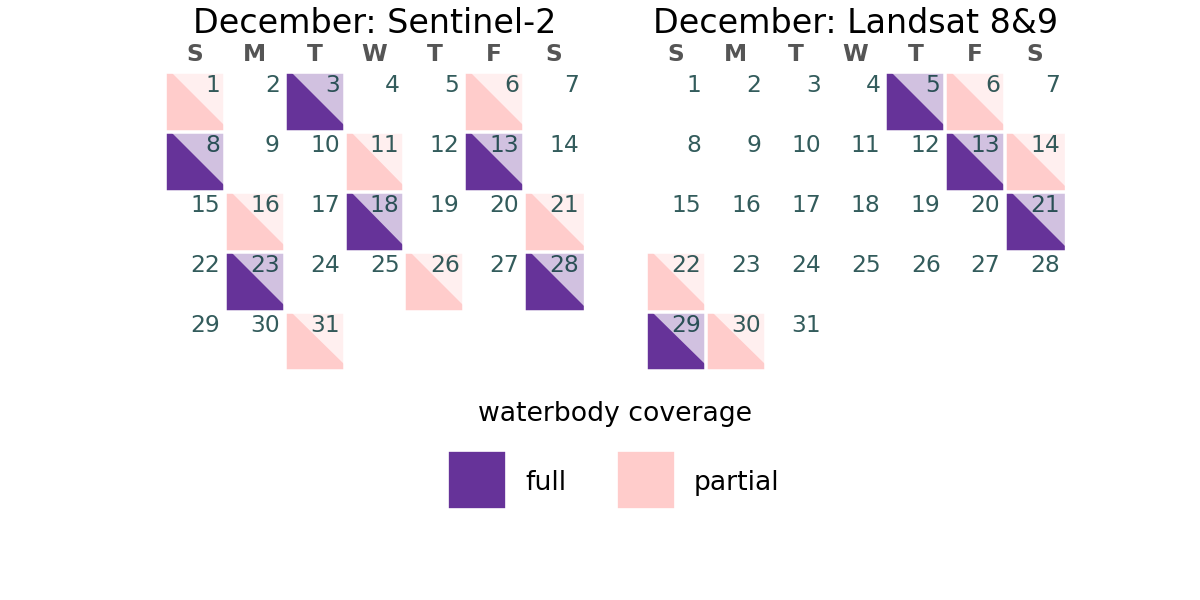 December: Sentinel-2
S M T W T F S
1 2 3 4 5 6 7
8 9 10 11 12 13 14
15 16 17 18 19 20 21
22 23 24 25 26 27 28
29 30 31
December: Landsat 8&9
S M T W T F S
1 2 3 4 5 6 7
8 9 10 11 12 13 14
15 16 17 18 19 20 21
22 23 24 25 26 27 28
29 30 31
waterbody coverage
full partial